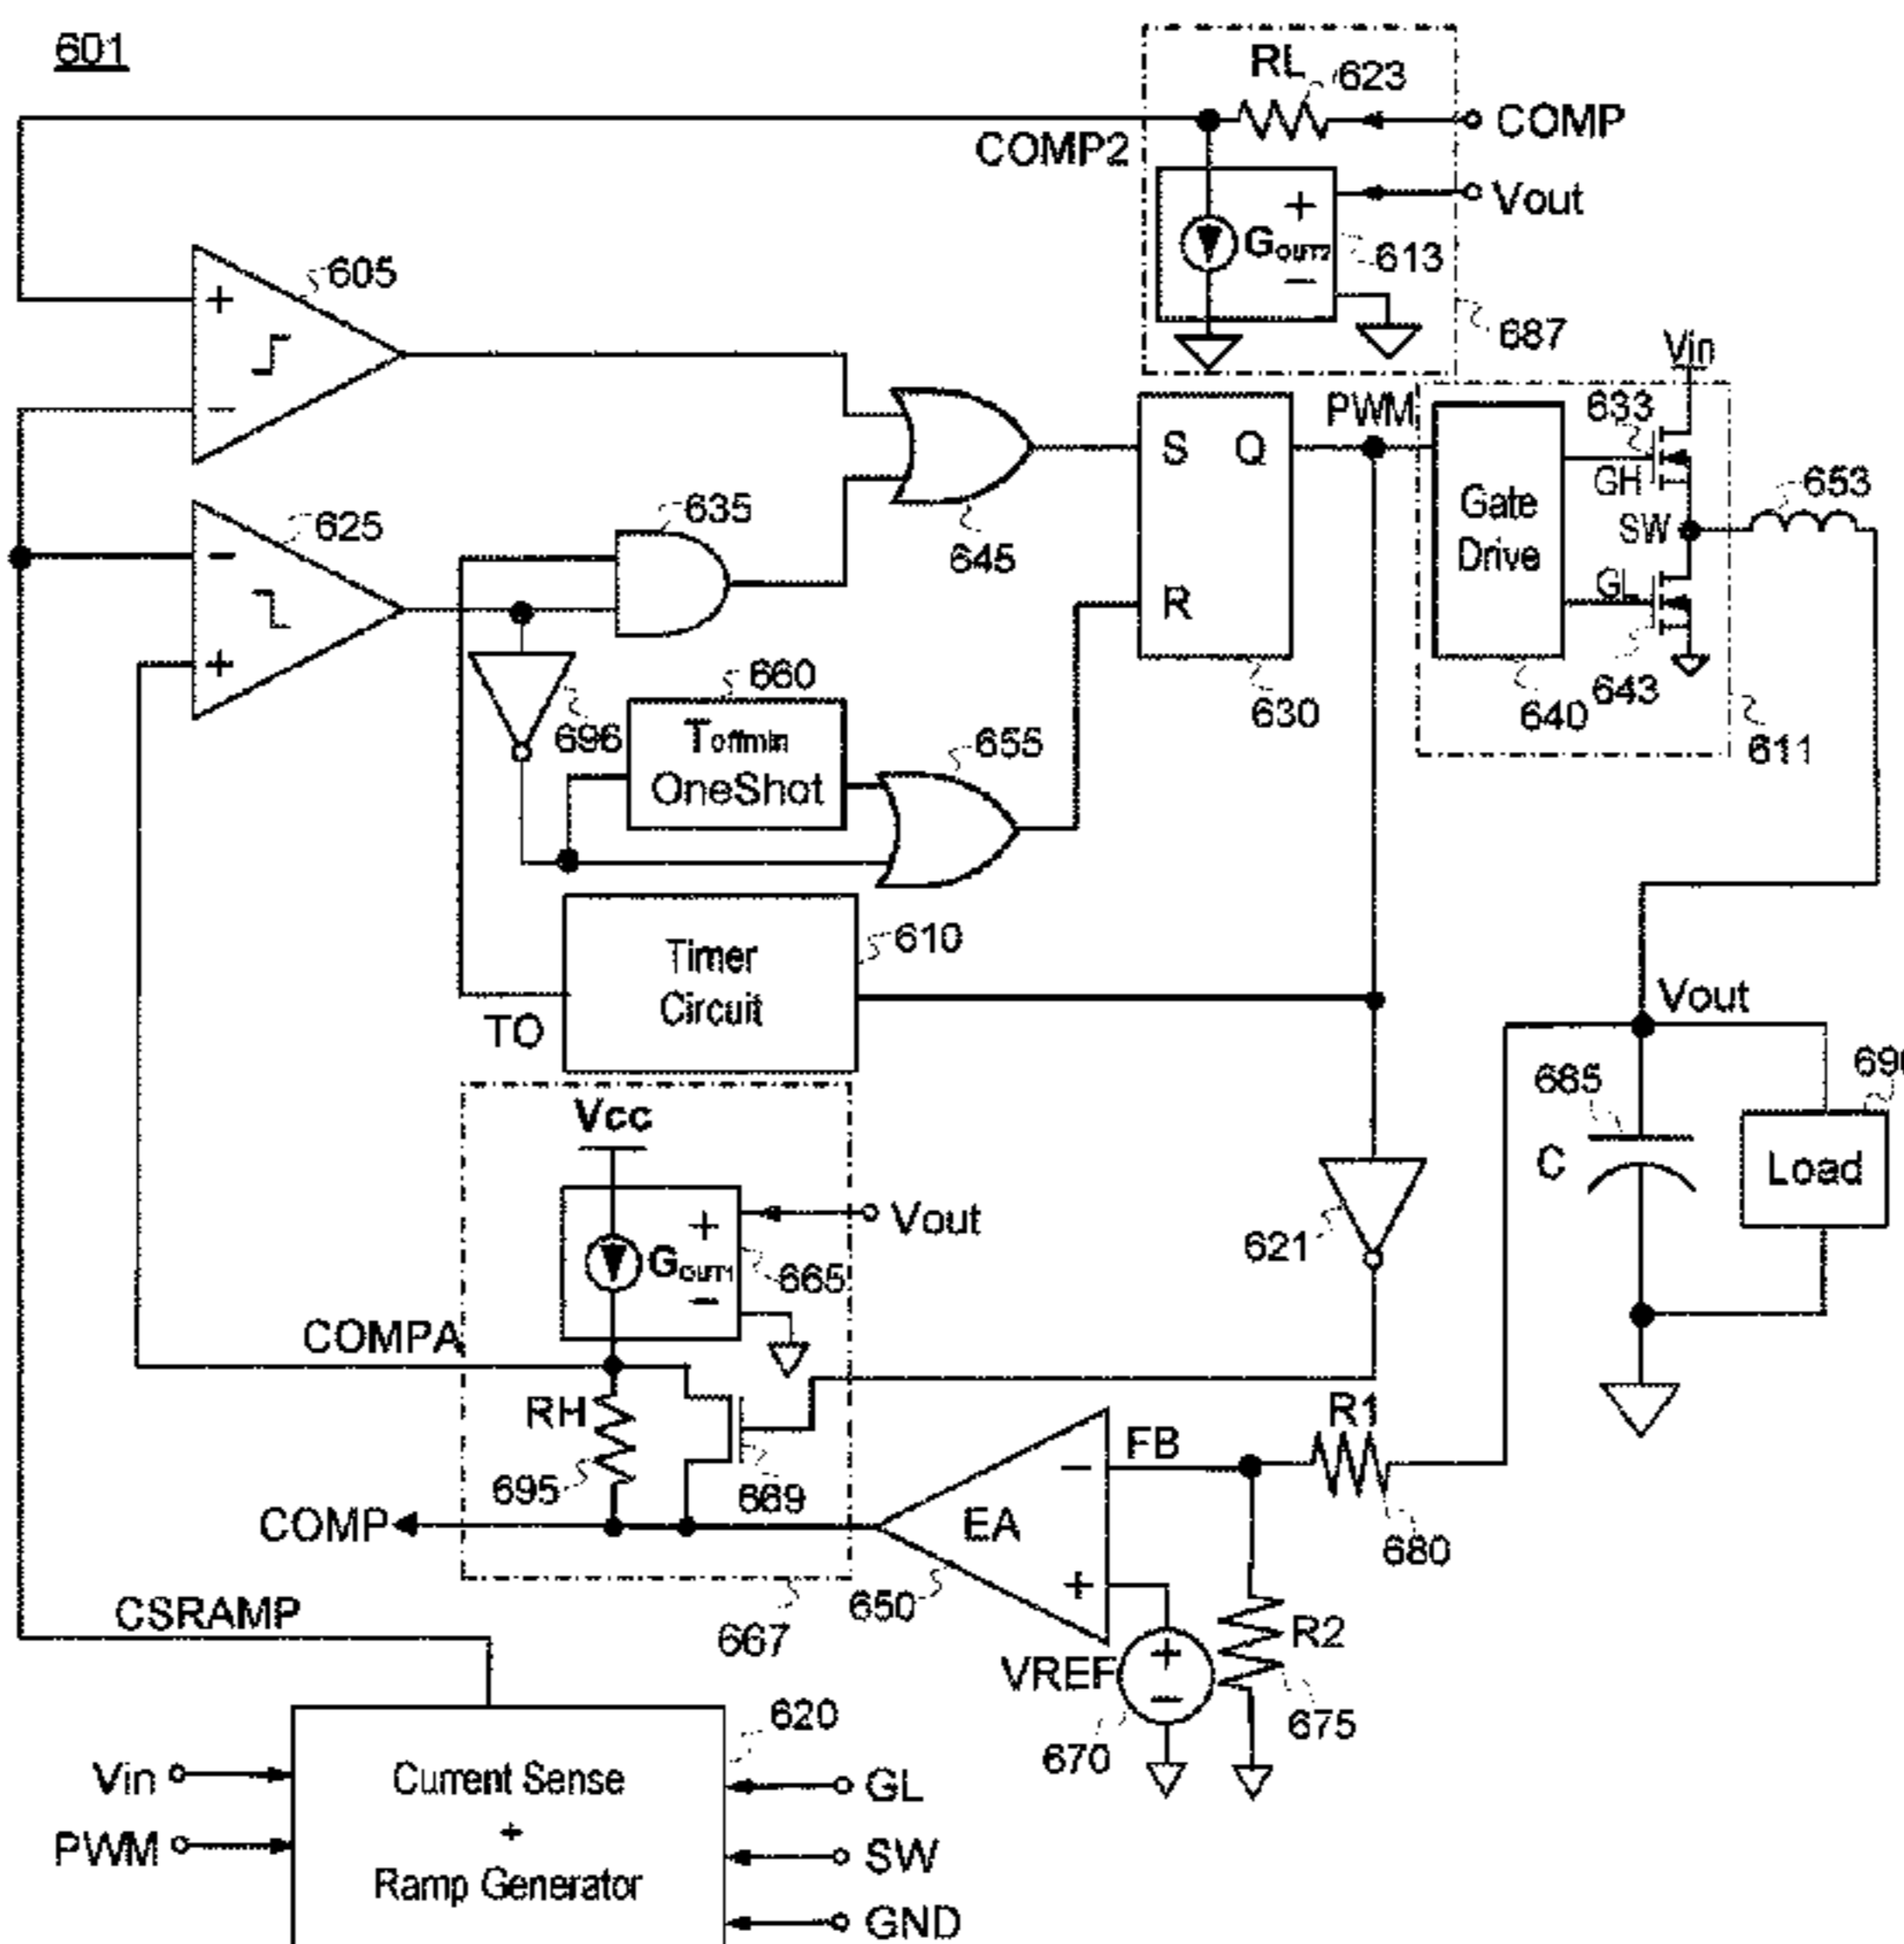 601
RL
623
COMP
COMP2
Vout
+
GOUT2
613
−
605
+
687
Vin
−
PWM
633
S Q
GH
653
635
625
Gate
Drive
SW
−
645
GL
R
+
660
643
696
Toffmin
OneShot
655
630
640
611
Timer
Circuit
610
TO
Vout
685
Vcc
C
Load
+
Vout
621
GOUT1
665
−
COMPA
RH
R1
FB
−
695
669
EA
COMP
680
+
650
CSRAMP
667
R2
VREF
+
−
620
675
670
Vin
Current Sense
+
Ramp Generator
GL
PWM
SW
GND